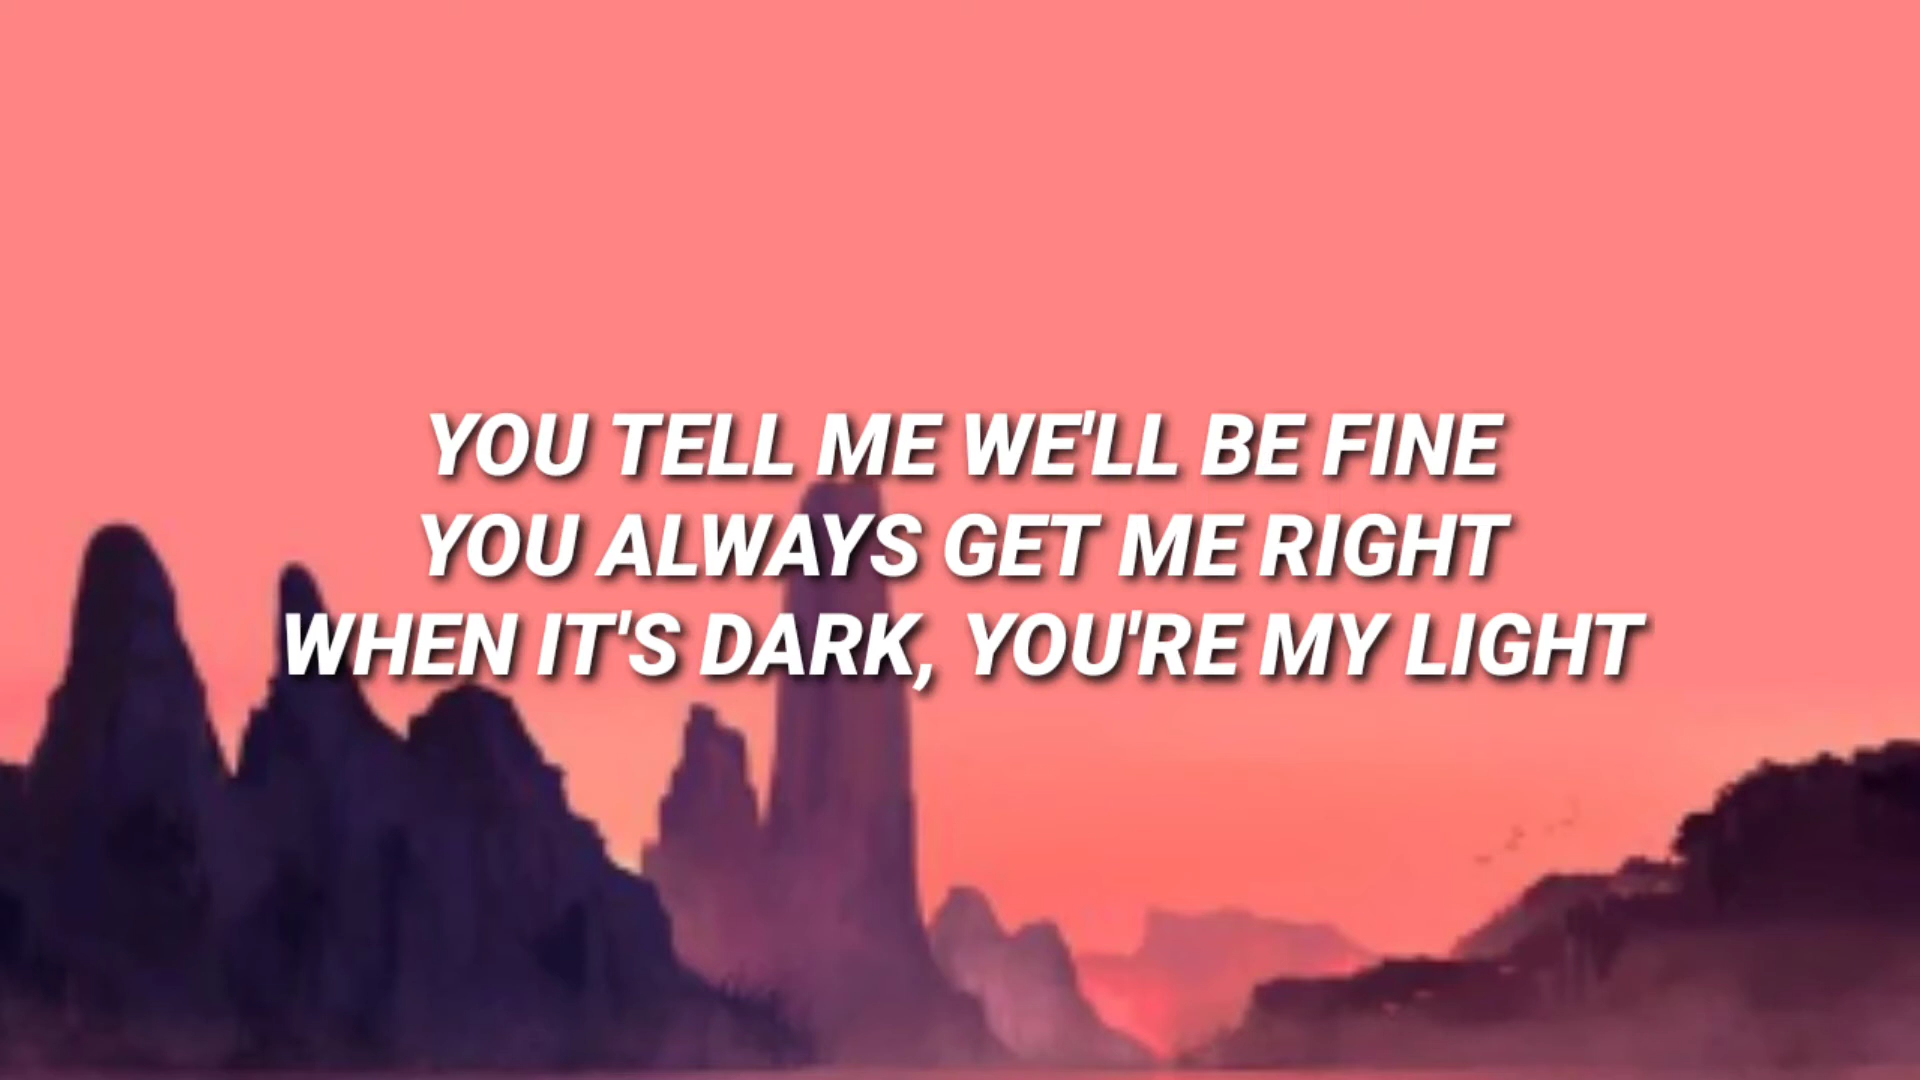 YOU TELL ME WE'LL BE FINE
YOU ALWAYS GET ME RIGHT
WHEN IT'S DARK, YOU'RE MY LIGHT